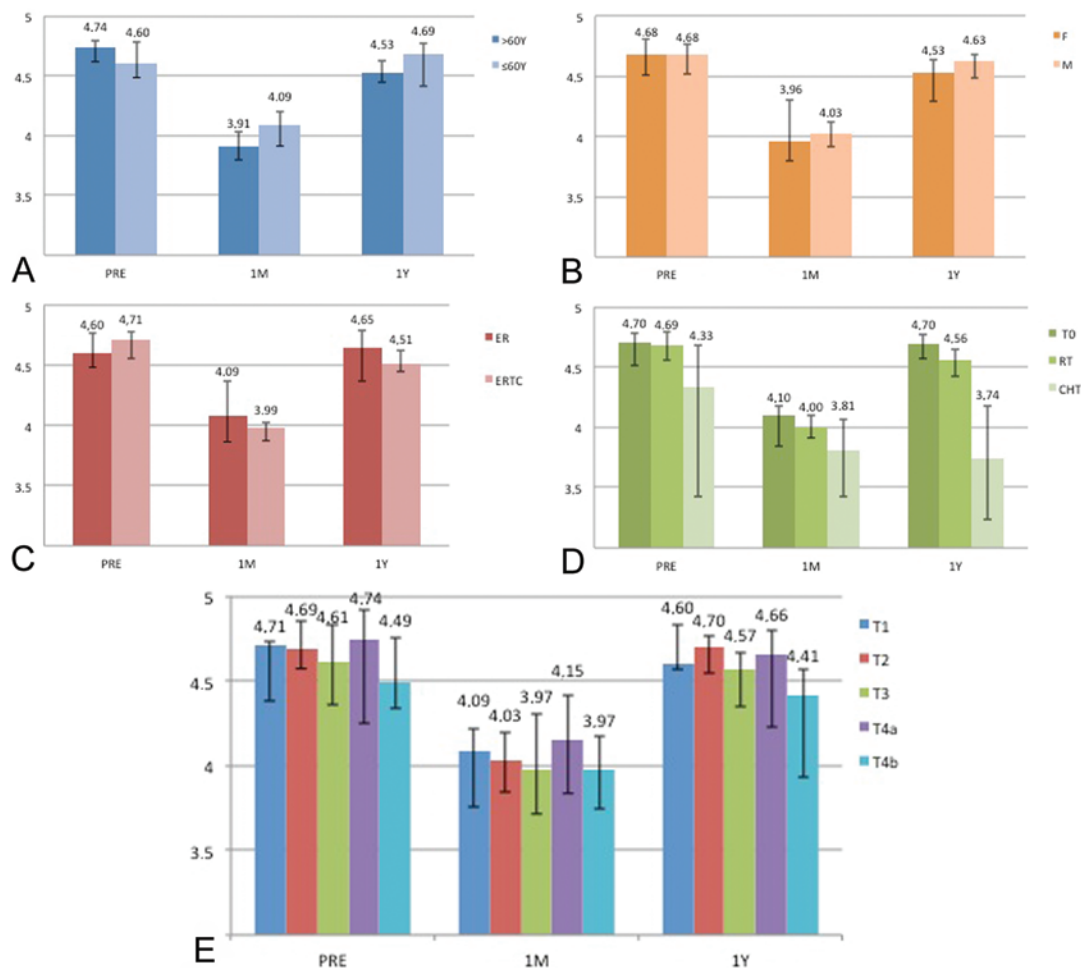 5
4.5
4
3.5
4.74
4.60
3,91
4.09
4.53
4.69
PRE
1M
1Y
>60Y
≤60Y
A
5
4.5
4
3.5
4.68
4.68
3,96
4.03
4.53
4.63
PRE
1M
1Y
F
M
B
5
4.5
4
3.5
4,60
4,71
4.09
3.99
4,65
4,51
PRE
1M
1Y
ER
ERTC
C
5
4.5
4
3.5
4,70
4,69
4.33
4,10
4.00
3.81
4,70
4,56
3,74
PRE
1M
1Y
T0
RT
CHT
D
5
4.5
4
3.5
4.71
4.69
4.61
4.74
4.49
4.09
4.03
3.97
4.15
3.97
4.60
4.70
4.57
4.66
4.41
PRE
1M
1Y
T1
T2
T3
T4a
T4b
E